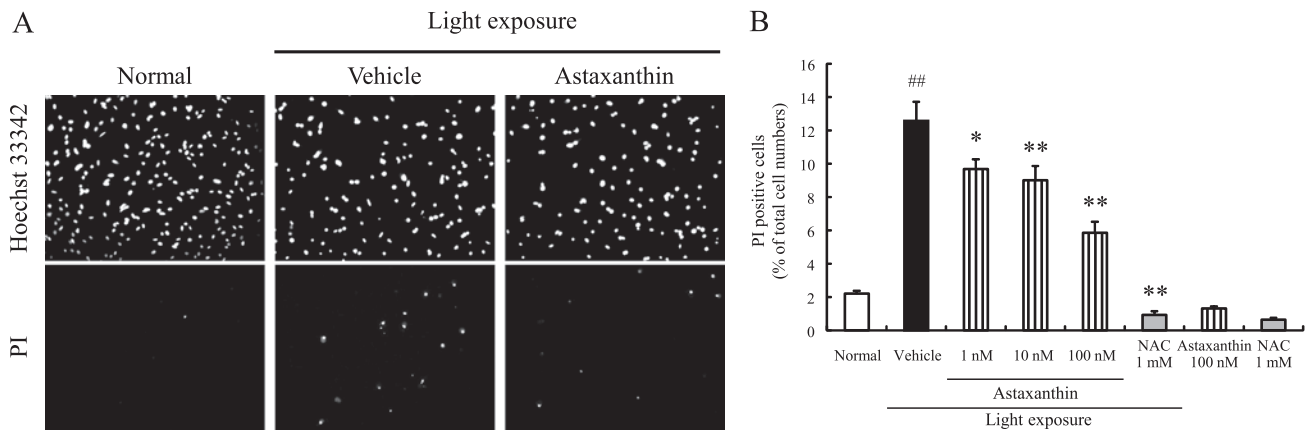 A
Light exposure
Normal
Vehicle
Astaxanthin
Hoechst 33342
PI
B
PI positive cells
(% of total cell numbers)
16
14
12
10
8
6
4
2
0
##
*
**
**
**
Normal
Vehicle
1 nM
10 nM
100 nM
NAC
1 mM
Astaxanthin
100 nM
NAC
1 mM
Astaxanthin
Light exposure